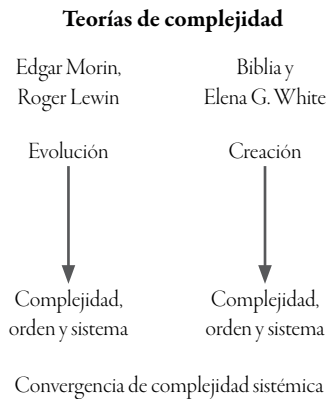 Teorías de complejidad
Edgar Morin,
Roger Lewin
Biblia y
Elena G. White
Evolución
Creación
Complejidad,
orden y sistema
Complejidad,
orden y sistema
Convergencia de complejidad sistémica